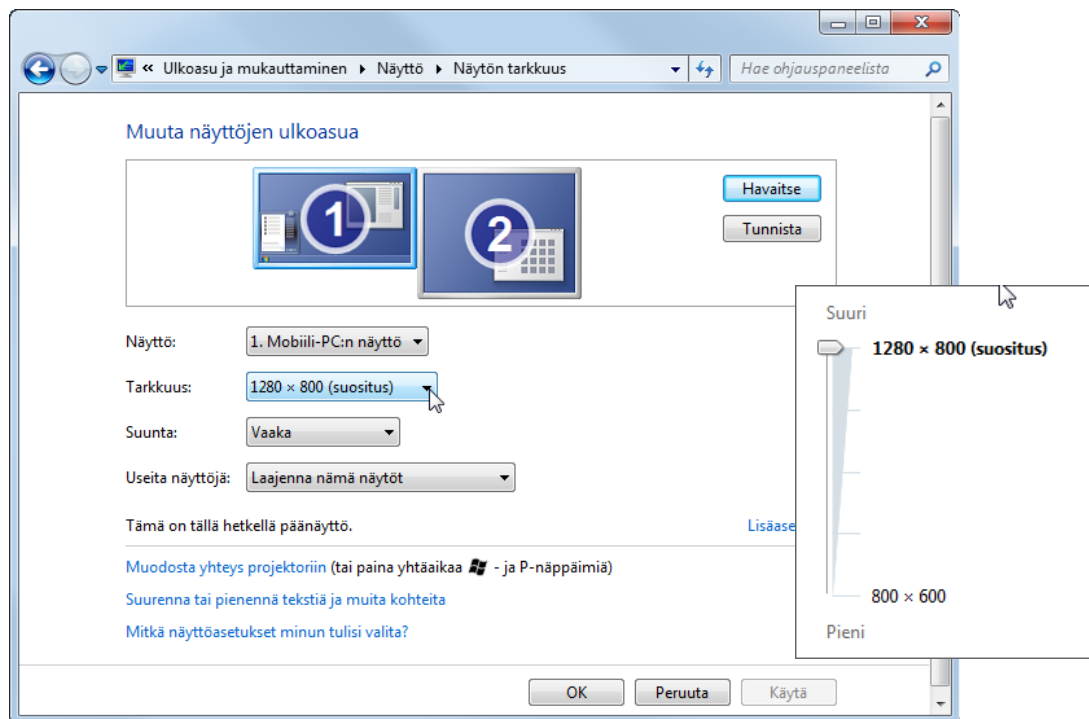 « Ulkoasu ja mukauttaminen ▸ Näyttö ▸ Näytön tarkkuus
Hae ohjauspaneelista
Muuta näyttöjen ulkoasua
1
2
Havaitse
Tunnista
Näyttö: 1. Mobiili-PC:n näyttö
Tarkkuus: 1280 × 800 (suositus)
Suunta: Vaaka
Useita näyttöjä: Laajenna nämä näytöt
Tämä on tällä hetkellä päänäyttö.
Lisäase
Muodosta yhteys projektoriin (tai paina yhtäaikaa - ja P-näppäimiä)
Suurenna tai pienennä tekstiä ja muita kohteita
Mitkä näyttöasetukset minun tulisi valita?
OK Peruuta Käytä
Suuri
1280 × 800 (suositus)
800 × 600
Pieni